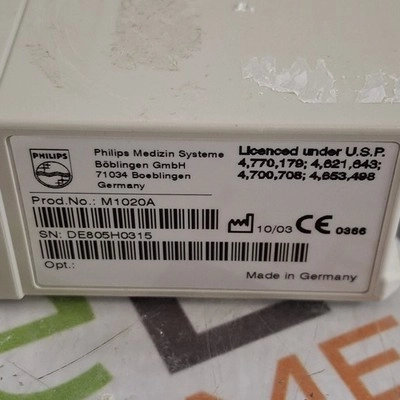 PHILIPS
Philips Medizin Systeme
Böblingen GmbH
71034 Boeblingen
Germany
Licenced under U.S.P.
4,770,179; 4,621,643;
4,700,708; 4,653,498
Prod.No.: M1020A
10/03 CE 0366
SN: DE805H0315
Opt.:
Made in Germany